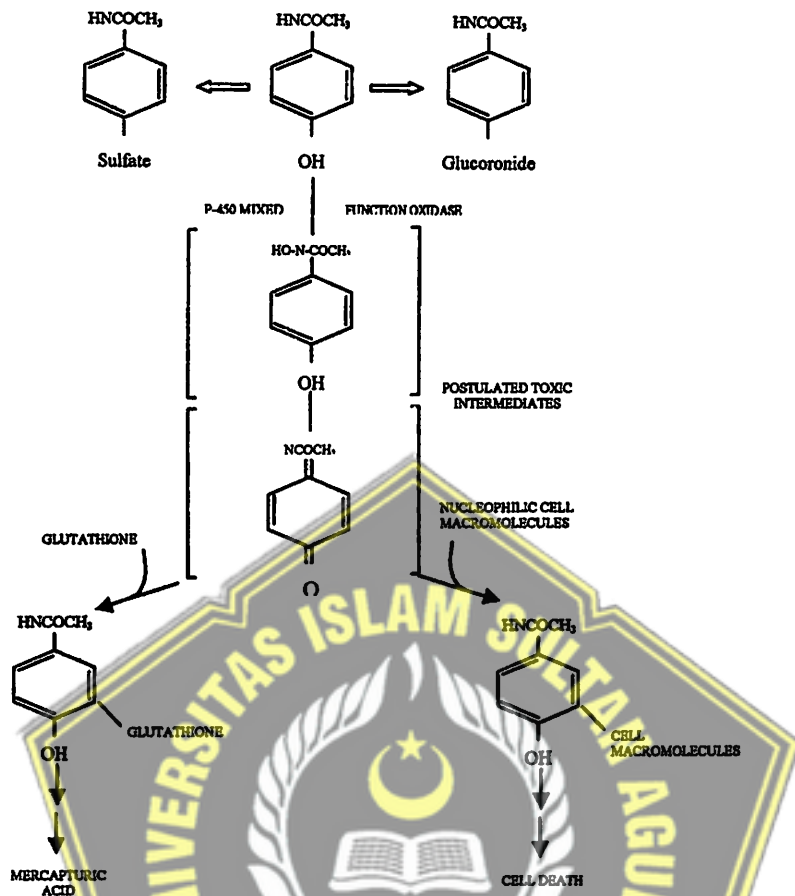 HNCOCH₃ HNCOCH₃ HNCOCH₃
Sulfate OH Glucoronide
P-450 MIXED FUNCTION OXIDASE
HO-N-COCH₃
OH
POSTULATED TOXIC
INTERMEDIATES
NCOCH₃
NUCLEOPHILIC CELL
MACROMOLECULES
GLUTATHIONE
O
HNCOCH₃ HNCOCH₃
GLUTATHIONE
OH
CELL
MACROMOLECULES
OH
MERCAPTURIC
ACID
CELL DEATH
UNIVERSITAS ISLAM SULTAN AGU